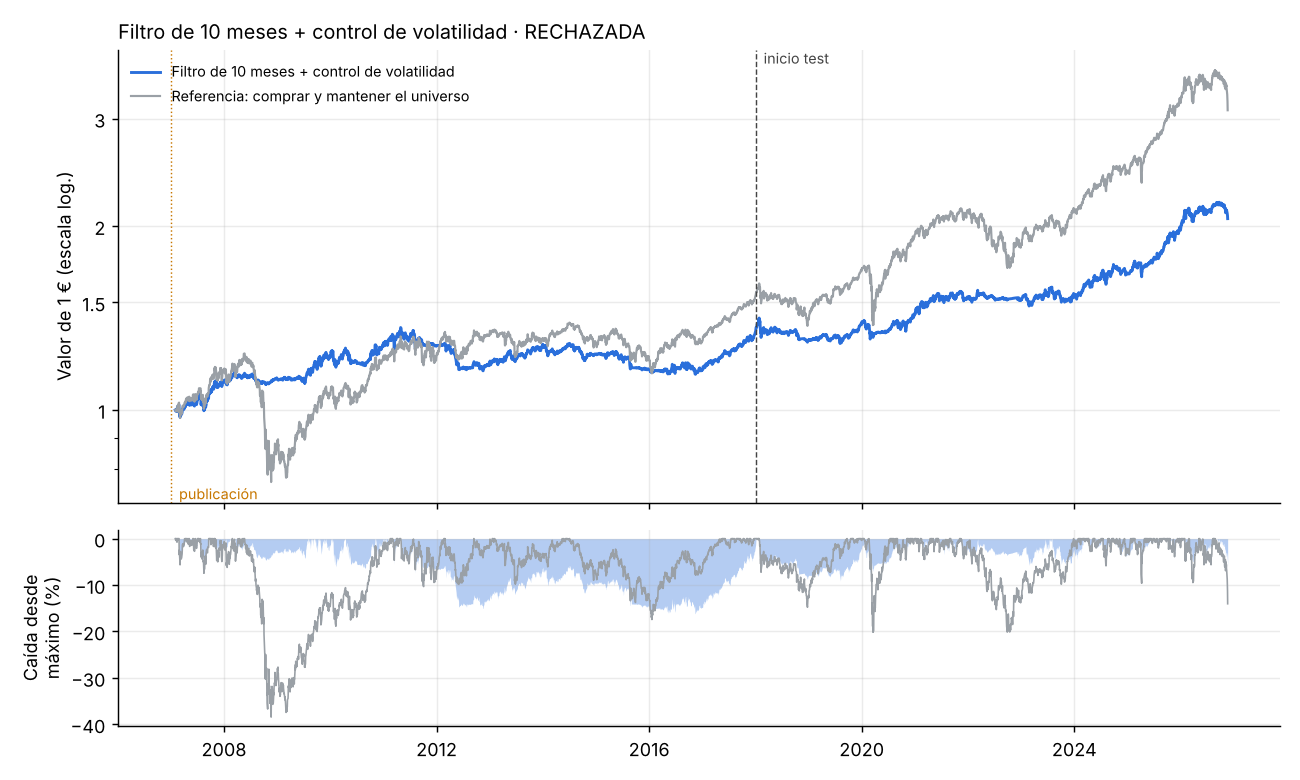 Filtro de 10 meses + control de volatilidad · RECHAZADA
inicio test
Filtro de 10 meses + control de volatilidad
Referencia: comprar y mantener el universo
Valor de 1 € (escala log.)
3
2
1.5
1
publicación
Caída desde
máximo (%)
0
−10
−20
−30
−40
2008
2012
2016
2020
2024